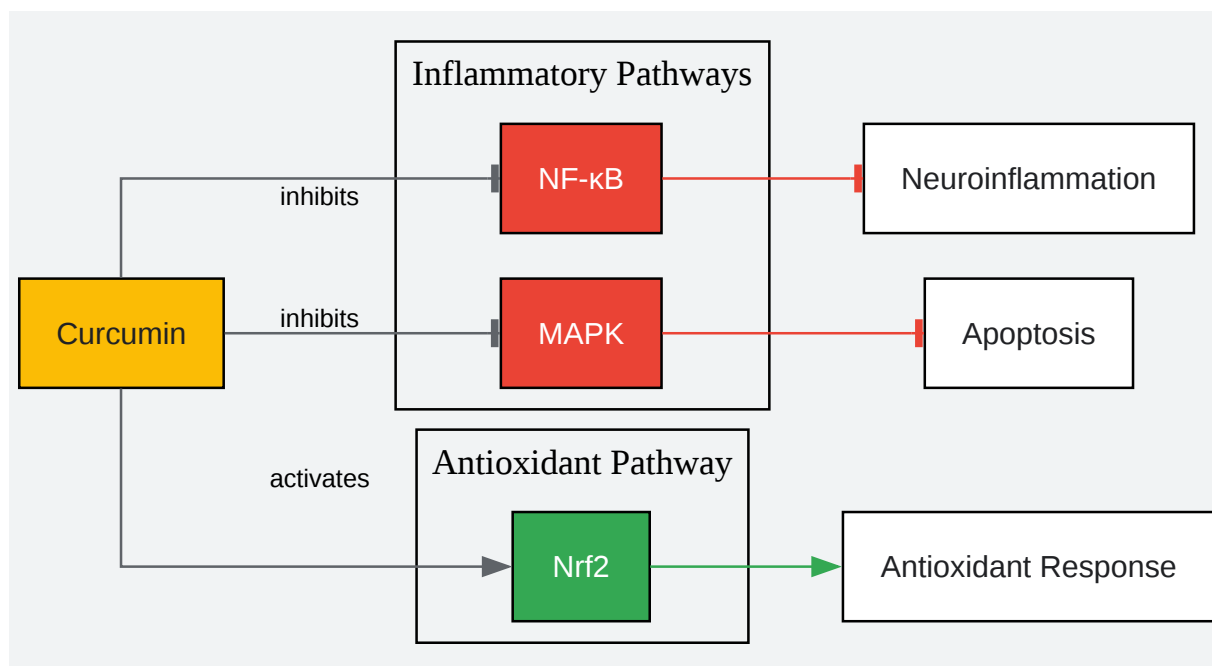 Inflammatory Pathways
NF-κB
Neuroinflammation
inhibits
Curcumin
inhibits
MAPK
Apoptosis
activates
Antioxidant Pathway
Nrf2
Antioxidant Response